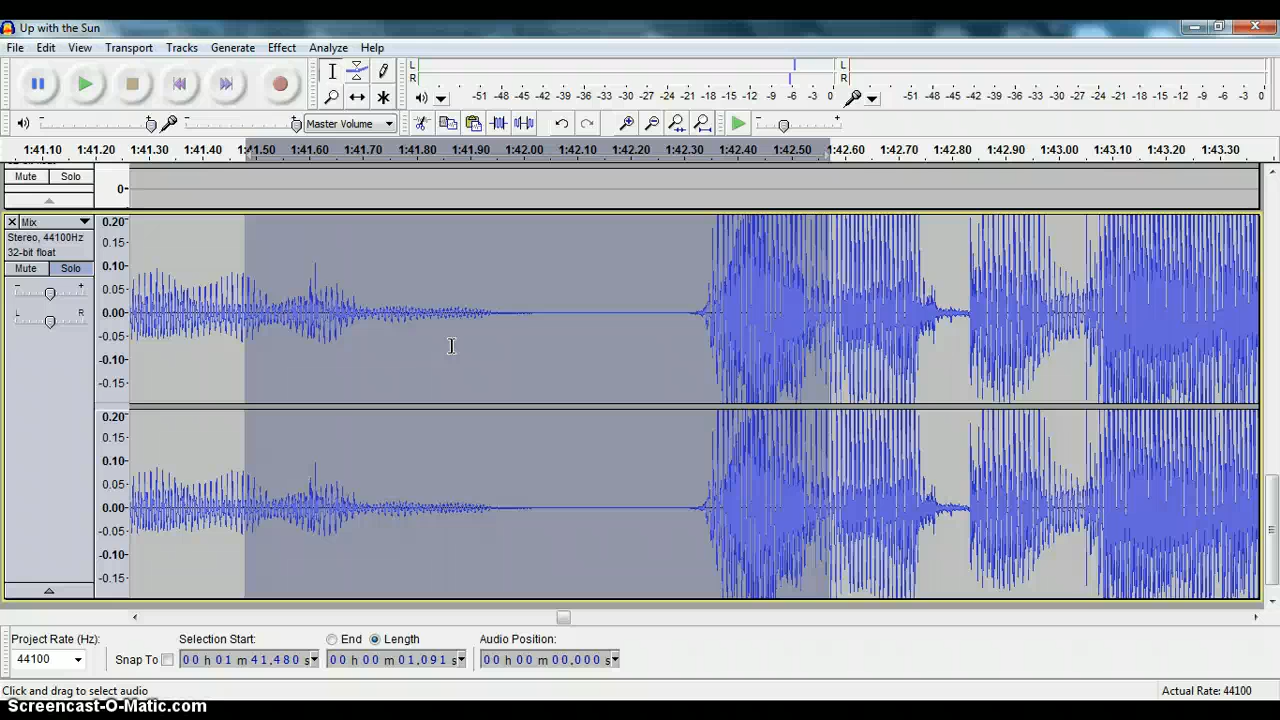 Up with the Sun
File Edit View Transport Tracks Generate Effect Analyze Help
L
R
-51 -48 -45 -42 -39 -36 -33 -30 -27 -24 -21 -18 -15 -12 -9 -6 -3 0
L
R
-51 -48 -45 -42 -39 -36 -33 -30 -27 -24 -21 -18 -15 -12 -9 -6 -3 0
- + - + Master Volume - +
1:41.10 1:41.20 1:41.30 1:41.40 1:41.50 1:41.60 1:41.70 1:41.80 1:41.90 1:42.00 1:42.10 1:42.20 1:42.30 1:42.40 1:42.50 1:42.60 1:42.70 1:42.80 1:42.90 1:43.00 1:43.10 1:43.20 1:43.30
Mute Solo
0-
Mix
Stereo, 44100Hz
32-bit float
Mute Solo
- +
L R
0.20
0.15-
0.10-
0.05-
0.00-
-0.05-
-0.10-
-0.15-
0.20
0.15-
0.10-
0.05-
0.00-
-0.05-
-0.10-
-0.15-
Project Rate (Hz): Selection Start: End Length Audio Position:
44100 Snap To 00 h 01 m 41.480 s 00 h 00 m 01.091 s 00 h 00 m 00.000 s
Click and drag to select audio Actual Rate: 44100
Screencast-O-Matic.com